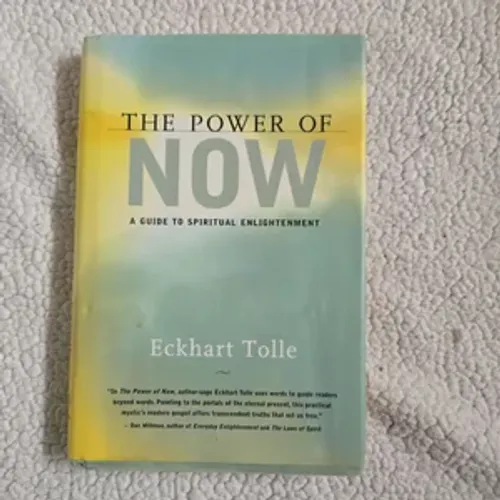 THE POWER OF
NOW
A GUIDE TO SPIRITUAL ENLIGHTENMENT
Eckhart Tolle
"In The Power of Now, author-sage Eckhart Tolle uses words to guide readers
beyond words. Pointing to the portals of the eternal present, this practical
mystic's modern gospel offers transcendent truths that set us free."
— Dan Millman, author of Everyday Enlightenment and The Laws of Spirit